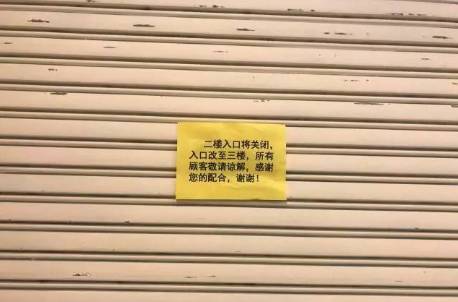 二楼入口将关闭，
入口改至三楼，所有
顾客敬请谅解，感谢
您的配合，谢谢！